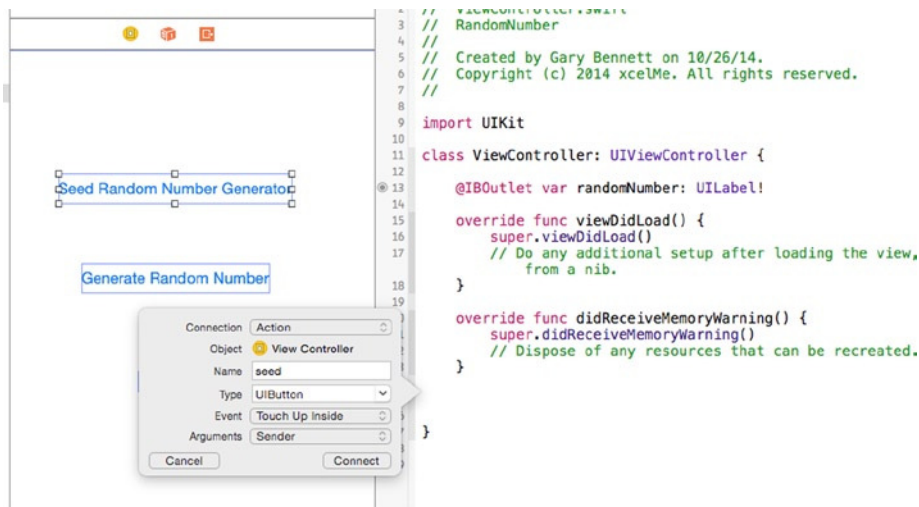 Seed Random Number Generator
Generate Random Number
Connection Action
Object View Controller
Name seed
Type UIButton
Event Touch Up Inside
Arguments Sender
Cancel Connect
2 // ViewController.swift
3 // RandomNumber
4 //
5 // Created by Gary Bennett on 10/26/14.
6 // Copyright (c) 2014 xcelMe. All rights reserved.
7 //
8
9 import UIKit
10
11 class ViewController: UIViewController {
12
13 @IBOutlet var randomNumber: UILabel!
14
15 override func viewDidLoad() {
16 super.viewDidLoad()
17 // Do any additional setup after loading the view,
from a nib.
18 }
19
override func didReceiveMemoryWarning() {
super.didReceiveMemoryWarning()
// Dispose of any resources that can be recreated.
}
}